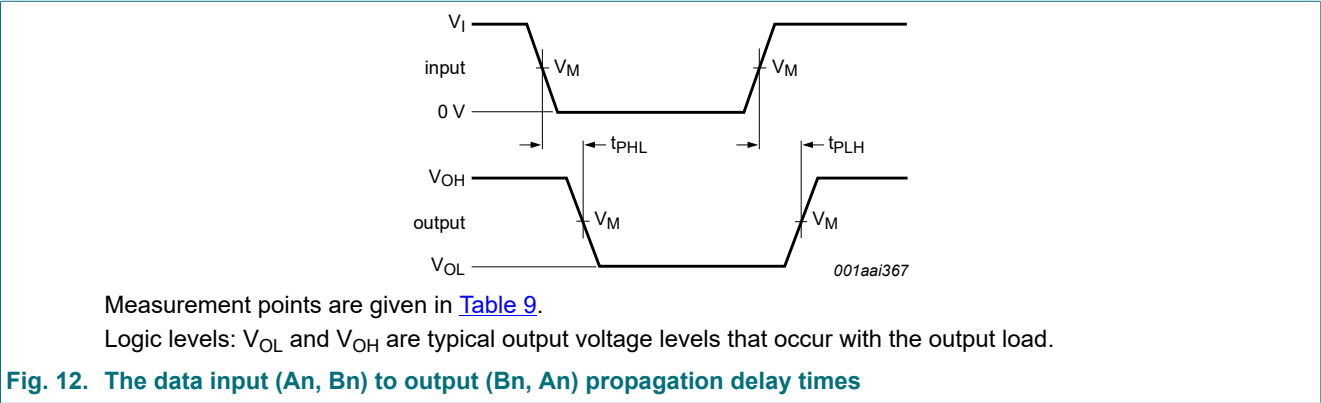 VI
input
VM
VM
0 V
tPHL
tPLH
VOH
output
VM
VM
VOL
001aai367
Measurement points are given in Table 9.
Logic levels: VOL and VOH are typical output voltage levels that occur with the output load.
Fig. 12. The data input (An, Bn) to output (Bn, An) propagation delay times